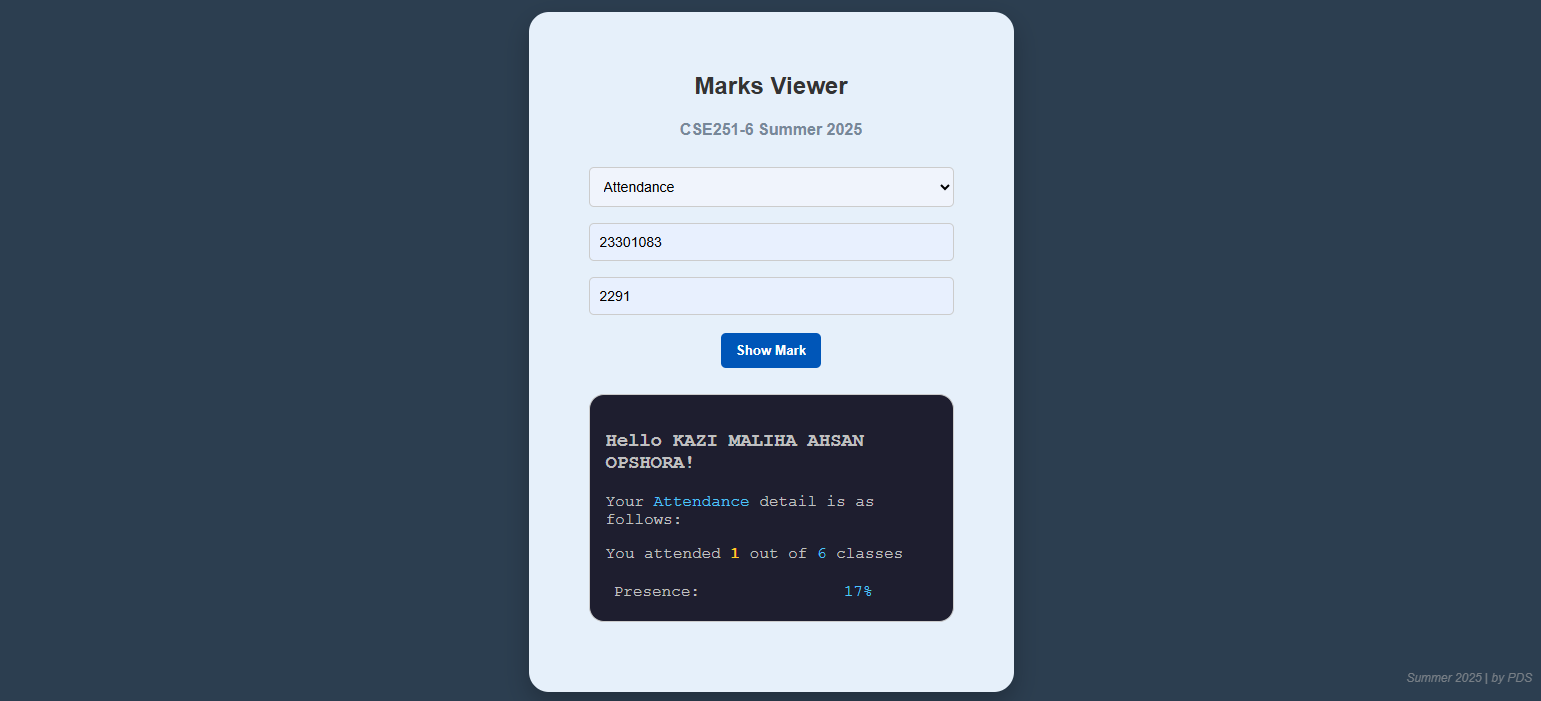 Marks Viewer
CSE251-6 Summer 2025
Attendance
23301083
2291
Show Mark
Hello KAZI MALIHA AHSAN
OPSHORA!
Your Attendance detail is as
follows:
You attended 1 out of 6 classes
Presence: 17%
Summer 2025 | by PDS